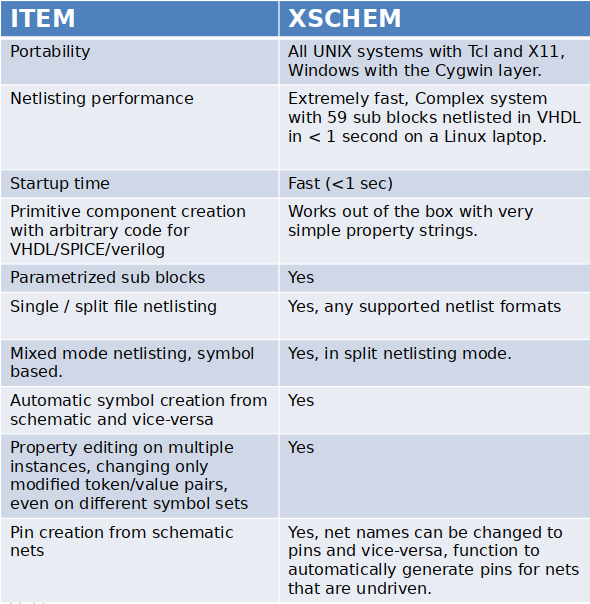 ITEM
XSCHEM
Portability
All UNIX systems with Tcl and X11,
Windows with the Cygwin layer.
Netlisting performance
Extremely fast, Complex system
with 59 sub blocks netlisted in VHDL
in < 1 second on a Linux laptop.
Startup time
Fast (<1 sec)
Primitive component creation
with arbitrary code for
VHDL/SPICE/verilog
Works out of the box with very
simple property strings.
Parametrized sub blocks
Yes
Single / split file netlisting
Yes, any supported netlist formats
Mixed mode netlisting, symbol
based.
Yes, in split netlisting mode.
Automatic symbol creation from
schematic and vice-versa
Yes
Property editing on multiple
instances, changing only
modified token/value pairs,
even on different symbol sets
Yes
Pin creation from schematic
nets
Yes, net names can be changed to
pins and vice-versa, function to
automatically generate pins for nets
that are undriven.